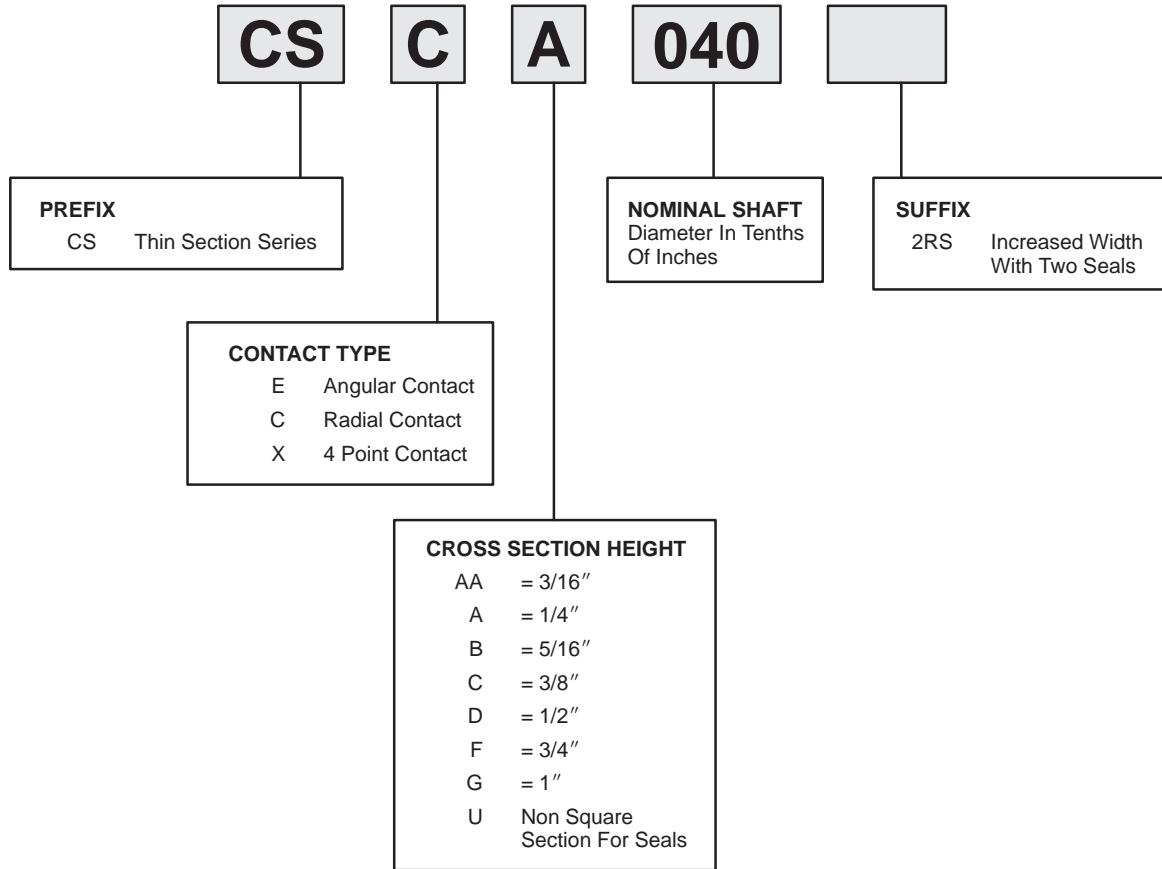 CS C A 040
PREFIX
CS Thin Section Series
NOMINAL SHAFT
Diameter In Tenths
Of Inches
SUFFIX
2RS Increased Width
With Two Seals
CONTACT TYPE
E Angular Contact
C Radial Contact
X 4 Point Contact
CROSS SECTION HEIGHT
AA = 3/16″
A = 1/4″
B = 5/16″
C = 3/8″
D = 1/2″
F = 3/4″
G = 1″
U Non Square
Section For Seals